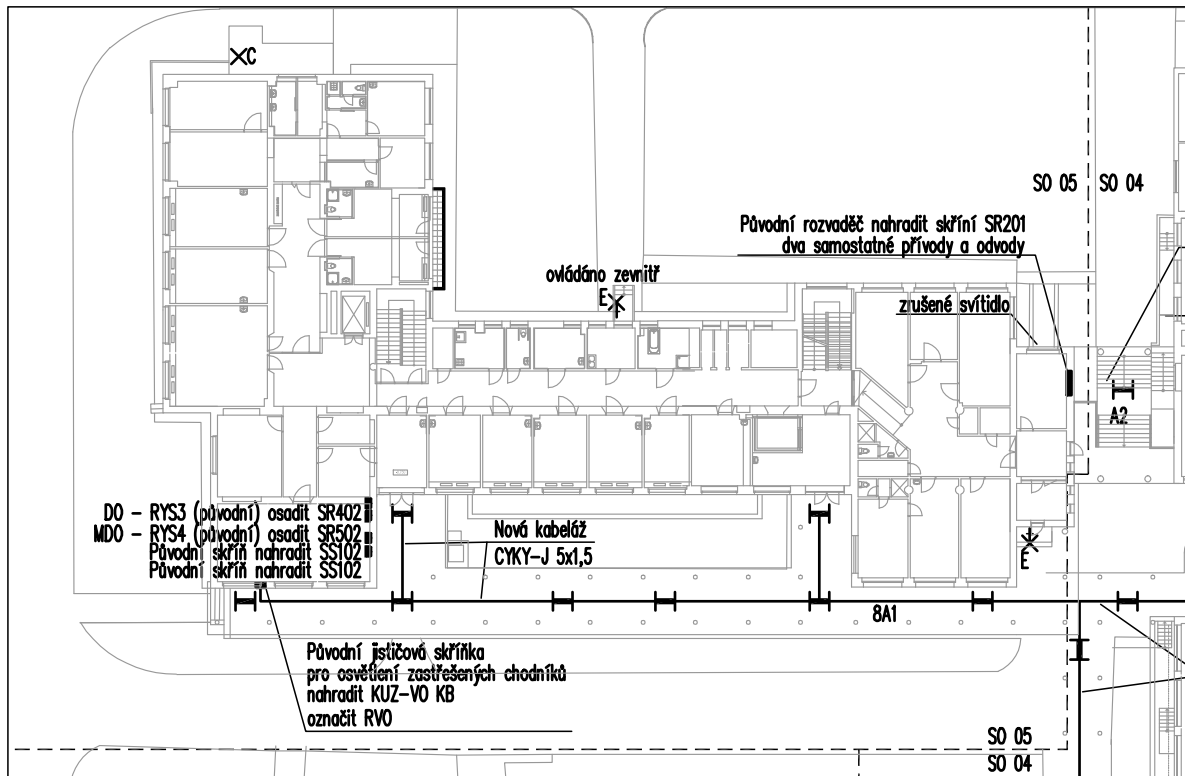 C
SO 05
SO 04
Původní rozvaděč nahradit skříní SR201
dva samostatné přívody a odvody
ovládáno zevnitř
E
zrušené svítidlo
A2
DO - RYS3 (původní) osadit SR402
MDO - RYS4 (původní) osadit SR502
Původní skříň nahradit SS102
Původní skříň nahradit SS102
Nová kabeláž
CYKY-J 5x1,5
E
8A1
Původní jističová skříňka
pro osvětlení zastřešených chodníků
nahradit KUZ-VO KB
označit RVO
SO 05
SO 04